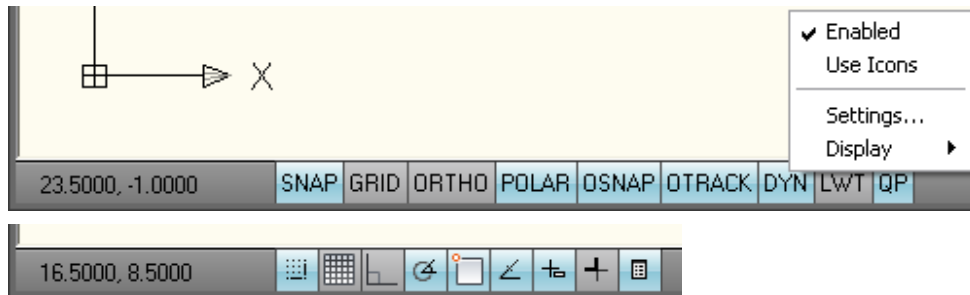 Enabled
Use Icons
X
Settings...
Display
23.5000, -1.0000 SNAP GRID ORTHO POLAR OSNAP OTRACK DYN LWT QP
16.5000, 8.5000